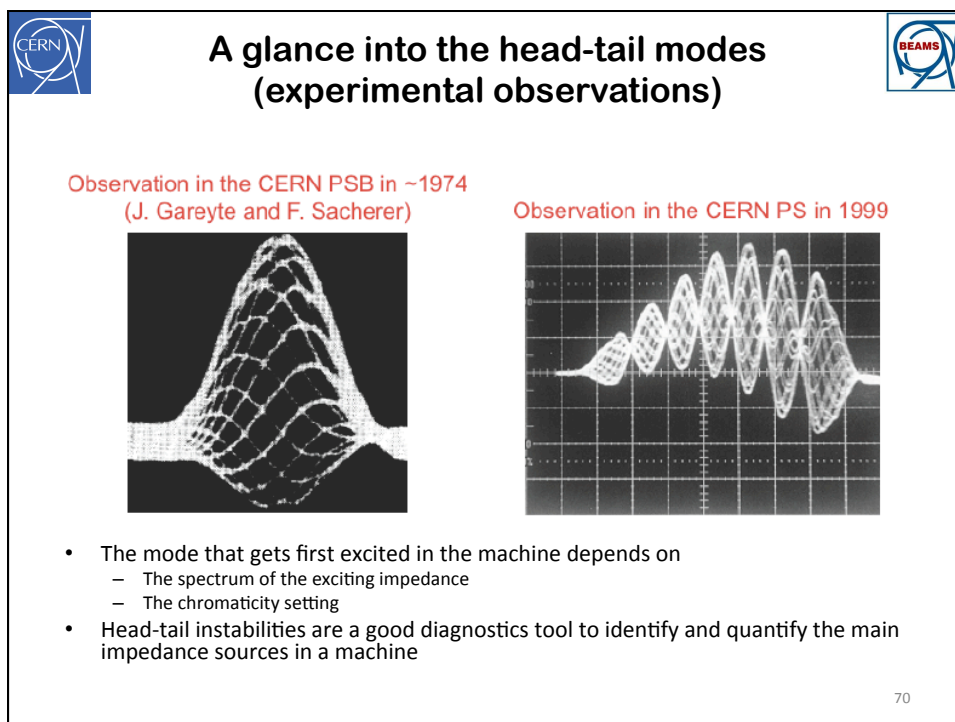 CERN
A glance into the head-tail modes
(experimental observations)
BEAMS
Observation in the CERN PSB in ~1974
(J. Gareyte and F. Sacherer)
Observation in the CERN PS in 1999
• The mode that gets first excited in the machine depends on
– The spectrum of the exciting impedance
– The chromaticity setting
• Head-tail instabilities are a good diagnostics tool to identify and quantify the main
impedance sources in a machine
70